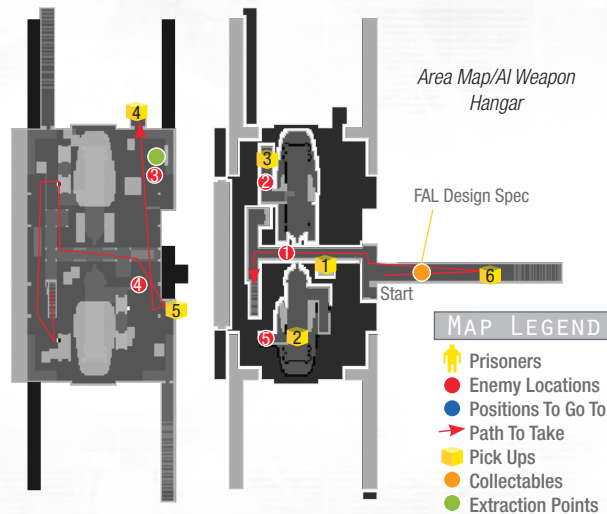 Area Map/AI Weapon
Hangar
4
3
3
2
FAL Design Spec
1
1
6
4
Start
5
5
2
MAP LEGEND
Prisoners
Enemy Locations
Positions To Go To
Path To Take
Pick Ups
Collectables
Extraction Points